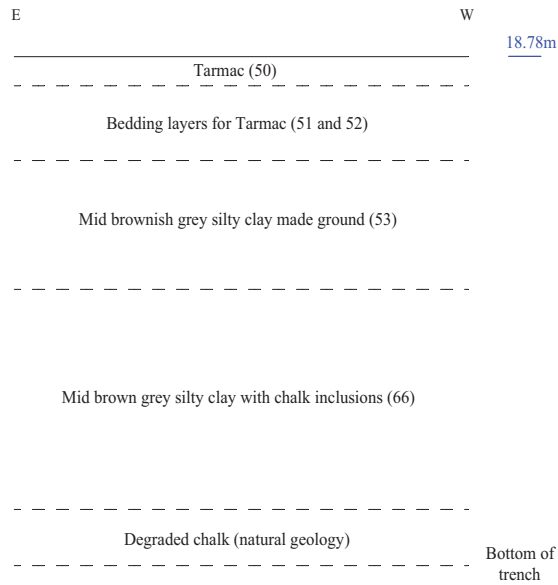 E
W
18.78m
Tarmac (50)
Bedding layers for Tarmac (51 and 52)
Mid brownish grey silty clay made ground (53)
Mid brown grey silty clay with chalk inclusions (66)
Degraded chalk (natural geology)
Bottom of
trench